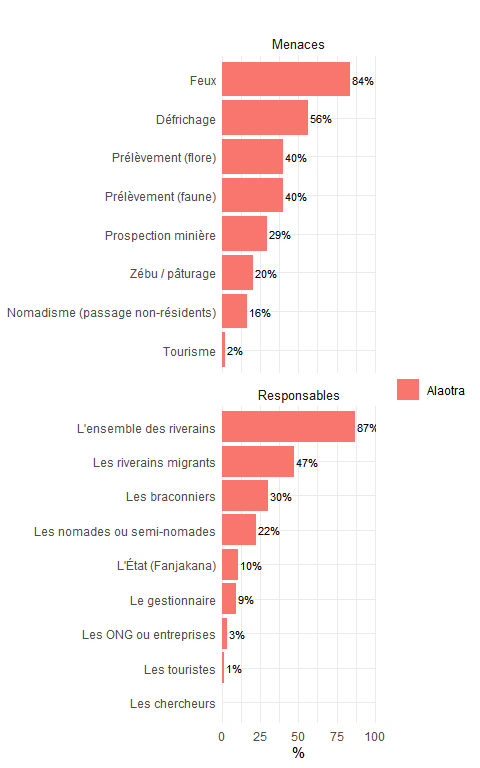 Menaces
Feux
84%
Défrichage
56%
Prélèvement (flore)
40%
Prélèvement (faune)
40%
Prospection minière
29%
Zébu / pâturage
20%
Nomadisme (passage non-résidents)
16%
Tourisme
2%
Alaotra
Responsables
L'ensemble des riverains
87%
Les riverains migrants
47%
Les braconniers
30%
Les nomades ou semi-nomades
22%
L'État (Fanjakana)
10%
Le gestionnaire
9%
Les ONG ou entreprises
3%
Les touristes
1%
Les chercheurs
0 25 50 75 100
%